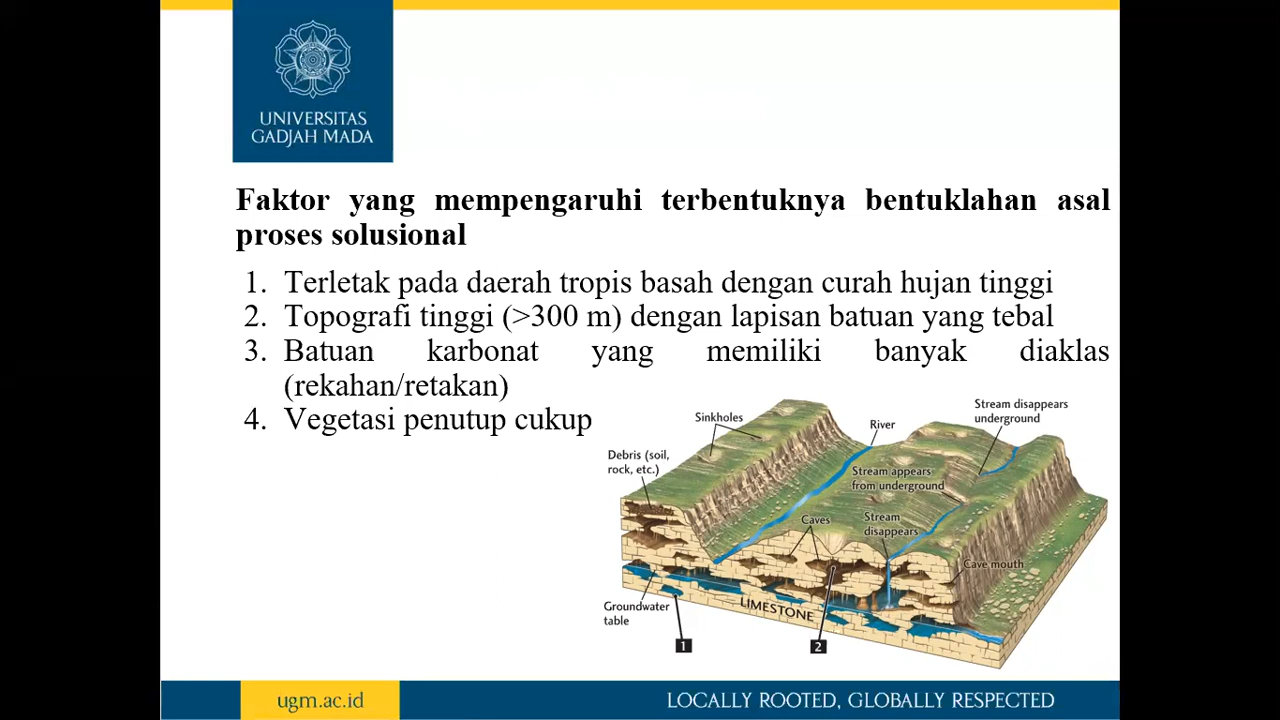 UNIVERSITAS
GADJAH MADA
Faktor yang mempengaruhi terbentuknya bentuklahan asal
proses solusional
1. Terletak pada daerah tropis basah dengan curah hujan tinggi
2. Topografi tinggi (>300 m) dengan lapisan batuan yang tebal
3. Batuan karbonat yang memiliki banyak diaklas
(rekahan/retakan)
4. Vegetasi penutup cukup
Sinkholes
River
Stream disappears
underground
Debris (soil,
rock, etc.)
Stream appears
from underground
Caves
Stream
disappears
Cave mouth
Groundwater
table
LIMESTONE
1
2
ugm.ac.id
LOCALLY ROOTED, GLOBALLY RESPECTED